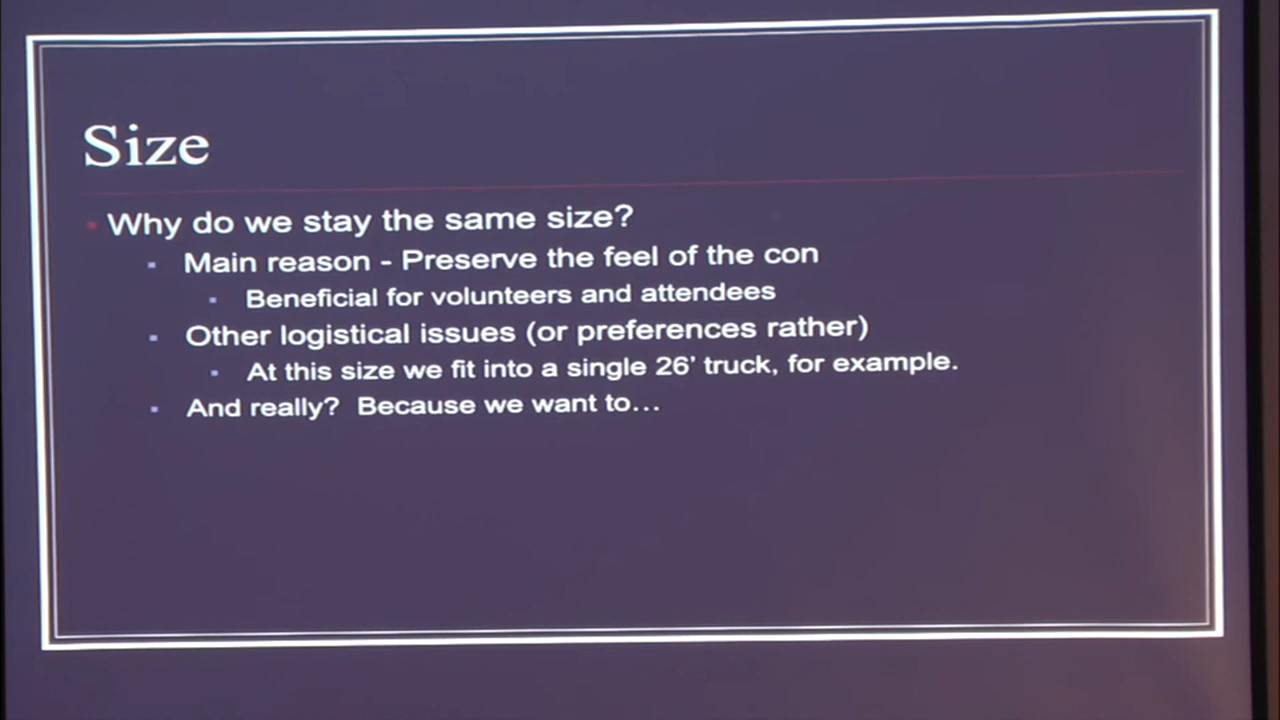 Size
Why do we stay the same size?
Main reason - Preserve the feel of the con
Beneficial for volunteers and attendees
Other logistical issues (or preferences rather)
At this size we fit into a single 26' truck, for example.
And really?  Because we want to…